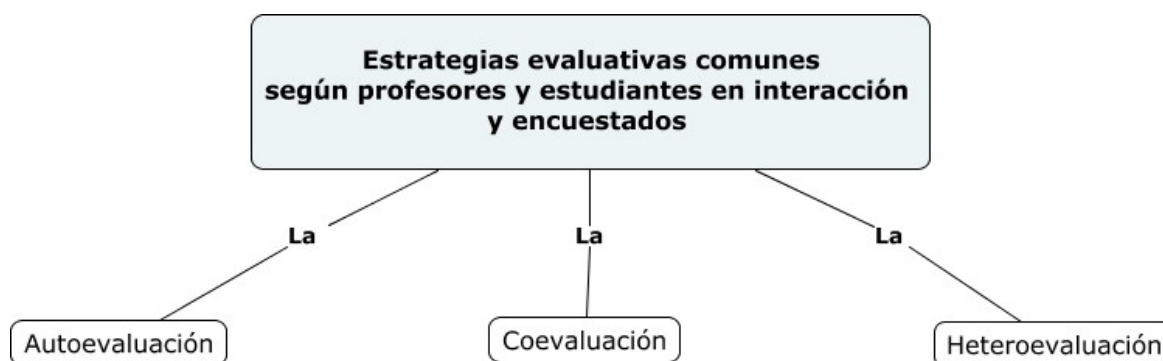 Estrategias evaluativas comunes
según profesores y estudiantes en interacción
y encuestados
La
La
La
Autoevaluación
Coevaluación
Heteroevaluación